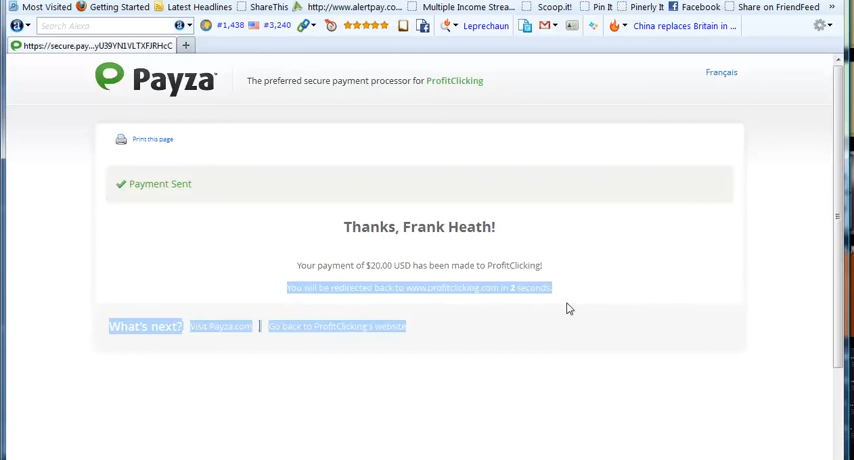 Most Visited Getting Started Latest Headlines ShareThis http://www.alertpay.co... Multiple Income Strea... Scoop.it! Pin It Pinerly It Facebook Share on FriendFeed »
a Search Alexa #1,438 #3,240 Leprechaun China replaces Britain in ...
https://secure.pay...yU39YN1VLTXFJRHcC +
Payza™ The preferred secure payment processor for ProfitClicking Français
Print this page
Payment Sent
Thanks, Frank Heath!
Your payment of $20.00 USD has been made to ProfitClicking!
You will be redirected back to www.profitclicking.com in 2 seconds.
What's next? Visit Payza.com | Go back to ProfitClicking's website